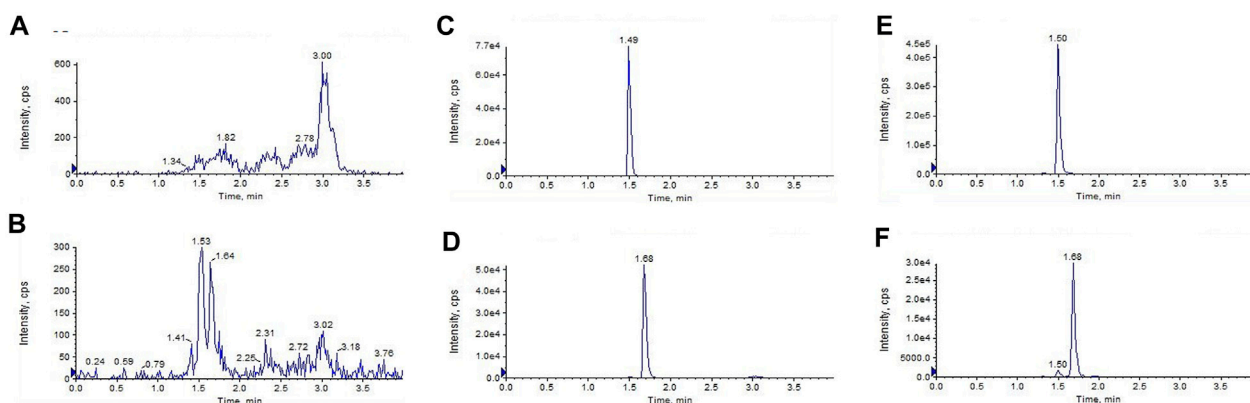 A
Intensity, cps
600
400
200
0
1.34
1.82
2.78
3.00
0.0 0.5 1.0 1.5 2.0 2.5 3.0 3.5
Time, min
B
Intensity, cps
300
250
200
150
100
50
0
0.24
0.59
0.79
1.41
1.53
1.64
2.25
2.31
2.72
3.02
3.18
3.76
0.0 0.5 1.0 1.5 2.0 2.5 3.0 3.5
Time, min
C
Intensity, cps
7.7e4
6.0e4
4.0e4
2.0e4
0.0
1.49
0.0 0.5 1.0 1.5 2.0 2.5 3.0 3.5
Time, min
D
Intensity, cps
5.0e4
4.0e4
3.0e4
2.0e4
1.0e4
0.0
1.68
0.0 0.5 1.0 1.5 2.0 2.5 3.0 3.5
Time, min
E
Intensity, cps
4.5e5
4.0e5
3.0e5
2.0e5
1.0e5
0.0
1.50
0.0 0.5 1.0 1.5 2.0 2.5 3.0 3.5
Time, min
F
Intensity, cps
3.0e4
2.5e4
2.0e4
1.5e4
1.0e4
5000.0
0.0
1.50
1.68
0.0 0.5 1.0 1.5 2.0 2.5 3.0 3.5
Time, min